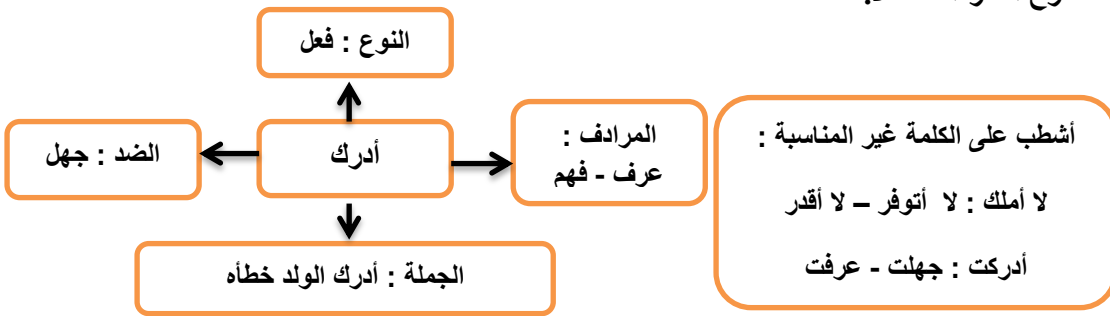 النوع : فعل
أشطب على الكلمة غير المناسبة :
لا أملك : لا أتوفر – لا أقدر
أدركت : جهلت - عرفت
المرادف :
عرف - فهم
أدرك
الضد : جهل
الجملة : أدرك الولد خطأه